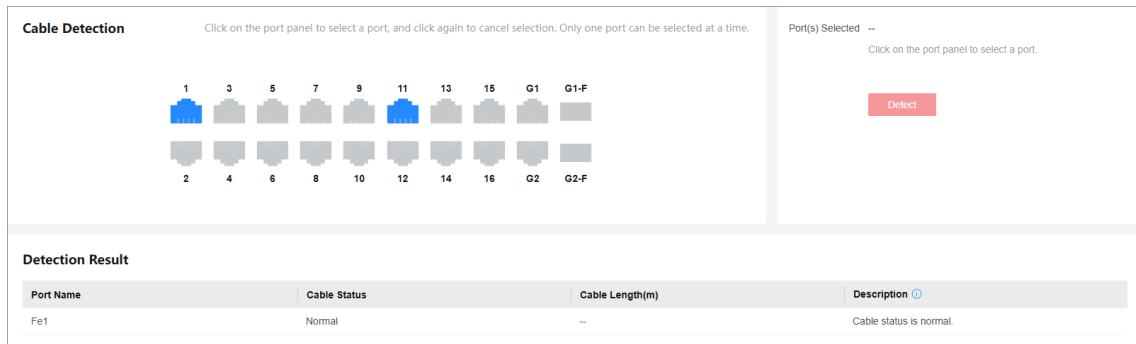 Cable Detection
Click on the port panel to select a port, and click again to cancel selection. Only one port can be selected at a time.
1 3 5 7 9 11 13 15 G1 G1-F
2 4 6 8 10 12 14 16 G2 G2-F
Port(s) Selected --
Click on the port panel to select a port.
Detect
Detection Result
Port Name Cable Status Cable Length(m) Description
Fe1 Normal -- Cable status is normal.